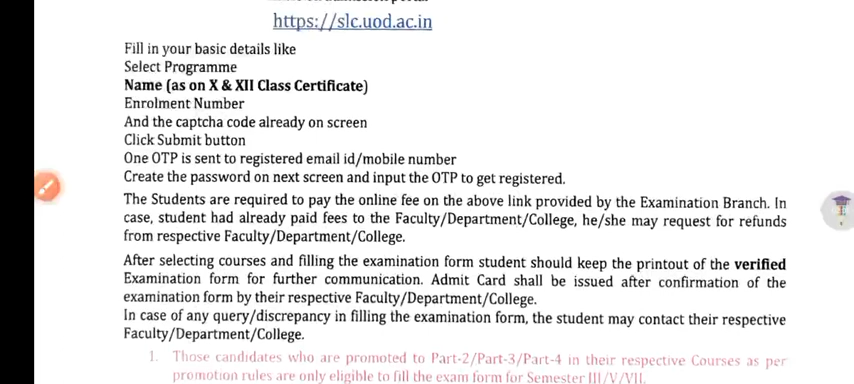 https://slc.uod.ac.in
Fill in your basic details like
Select Programme
Name (as on X & XII Class Certificate)
Enrolment Number
And the captcha code already on screen
Click Submit button
One OTP is sent to registered email id/mobile number
Create the password on next screen and input the OTP to get registered.
The Students are required to pay the online fee on the above link provided by the Examination Branch. In
case, student had already paid fees to the Faculty/Department/College, he/she may request for refunds
from respective Faculty/Department/College.
After selecting courses and filling the examination form student should keep the printout of the verified
Examination form for further communication. Admit Card shall be issued after confirmation of the
examination form by their respective Faculty/Department/College.
In case of any query/discrepancy in filling the examination form, the student may contact their respective
Faculty/Department/College.
1. Those candidates who are promoted to Part-2/Part-3/Part-4 in their respective Courses as per
promotion rules are only eligible to fill the exam form for Semester III/V/VII.